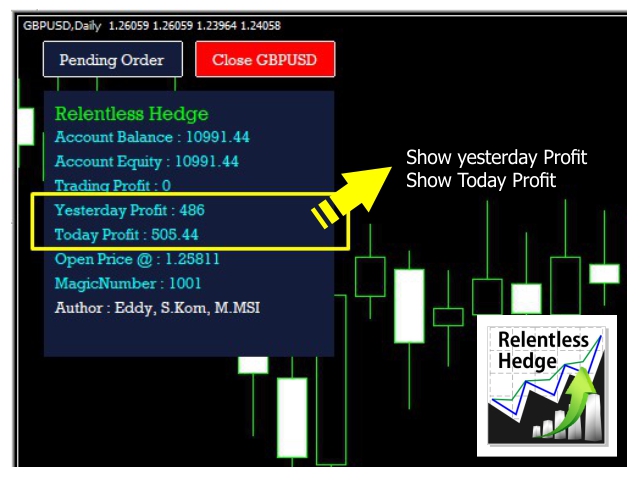 GBPUSD,Daily 1.26059 1.26059 1.23964 1.24058
Pending Order
Close GBPUSD
Relentless Hedge
Account Balance : 10991.44
Account Equity : 10991.44
Trading Profit : 0
Yesterday Profit : 486
Today Profit : 505.44
Open Price @ : 1.25811
MagicNumber : 1001
Author : Eddy, S.Kom, M.MSI
Show yesterday Profit
Show Today Profit
Relentless
Hedge